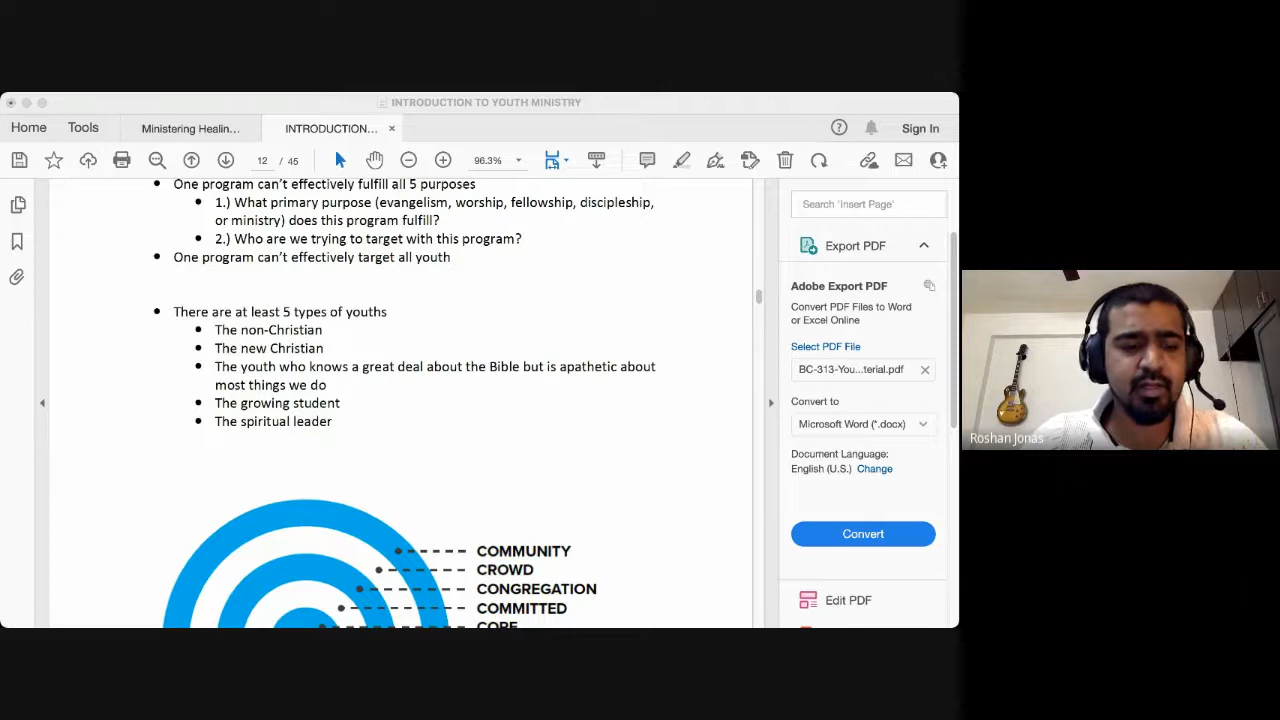 INTRODUCTION TO YOUTH MINISTRY
Home
Tools
Ministering Healin...
INTRODUCTION...
×
Sign In
12 / 45
96.3%
One program can’t effectively fulfill all 5 purposes
1.) What primary purpose (evangelism, worship, fellowship, discipleship,
or ministry) does this program fulfill?
2.) Who are we trying to target with this program?
One program can’t effectively target all youth
There are at least 5 types of youths
The non-Christian
The new Christian
The youth who knows a great deal about the Bible but is apathetic about
most things we do
The growing student
The spiritual leader
COMMUNITY
CROWD
CONGREGATION
COMMITTED
CORE
Search 'Insert Page'
Export PDF
Adobe Export PDF
Convert PDF Files to Word
or Excel Online
Select PDF File
BC-313-You...terial.pdf
Convert to
Microsoft Word (*.docx)
Document Language:
English (U.S.) Change
Convert
Edit PDF
Roshan Jonas